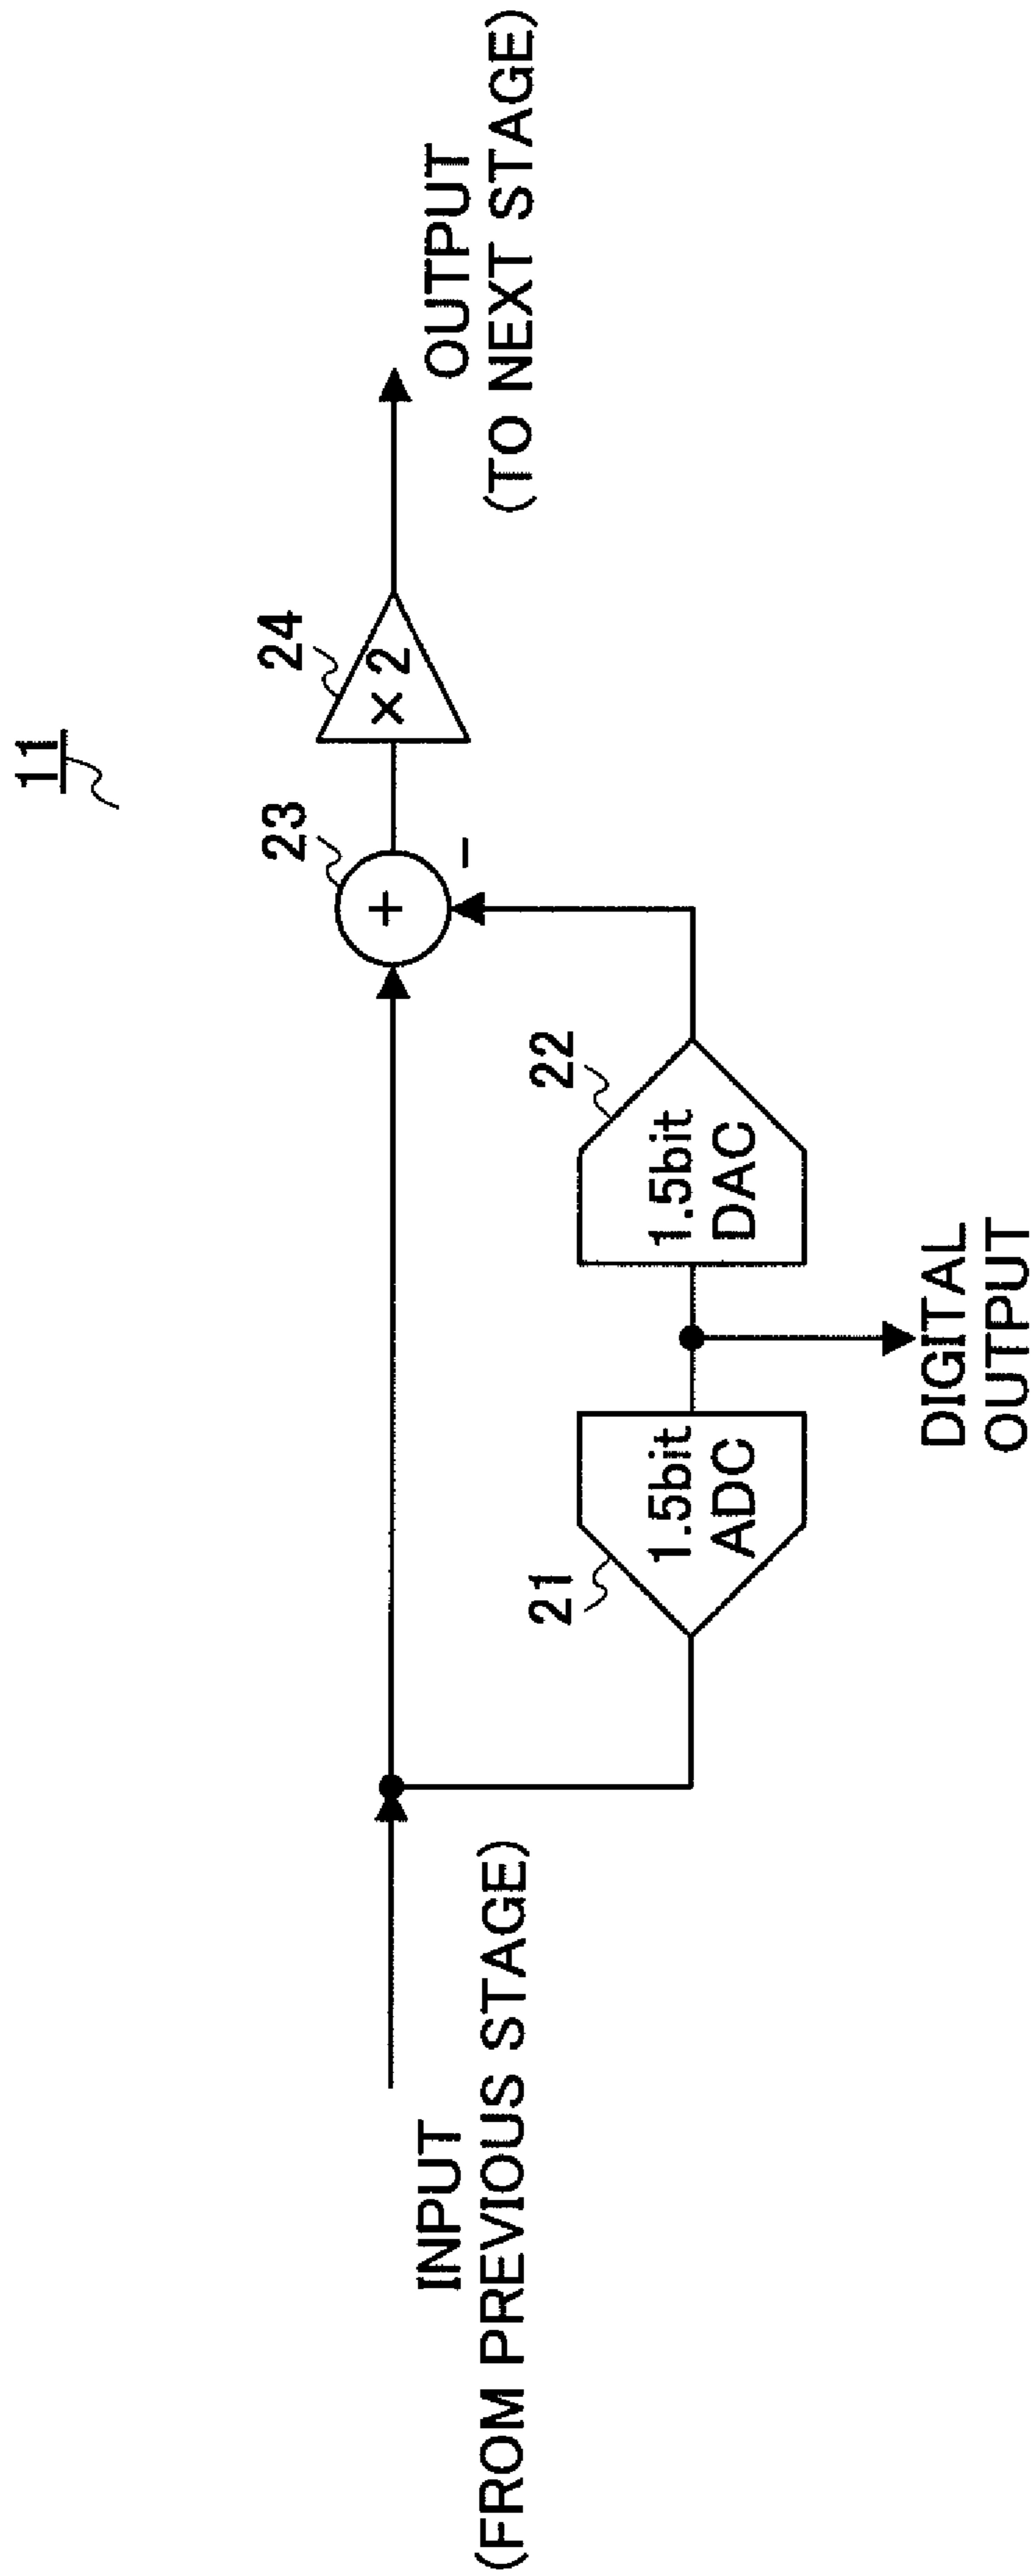 11
INPUT
(FROM PREVIOUS STAGE)
21
1.5bit
ADC
DIGITAL
OUTPUT
22
1.5bit
DAC
23
+
−
24
×2
OUTPUT
(TO NEXT STAGE)